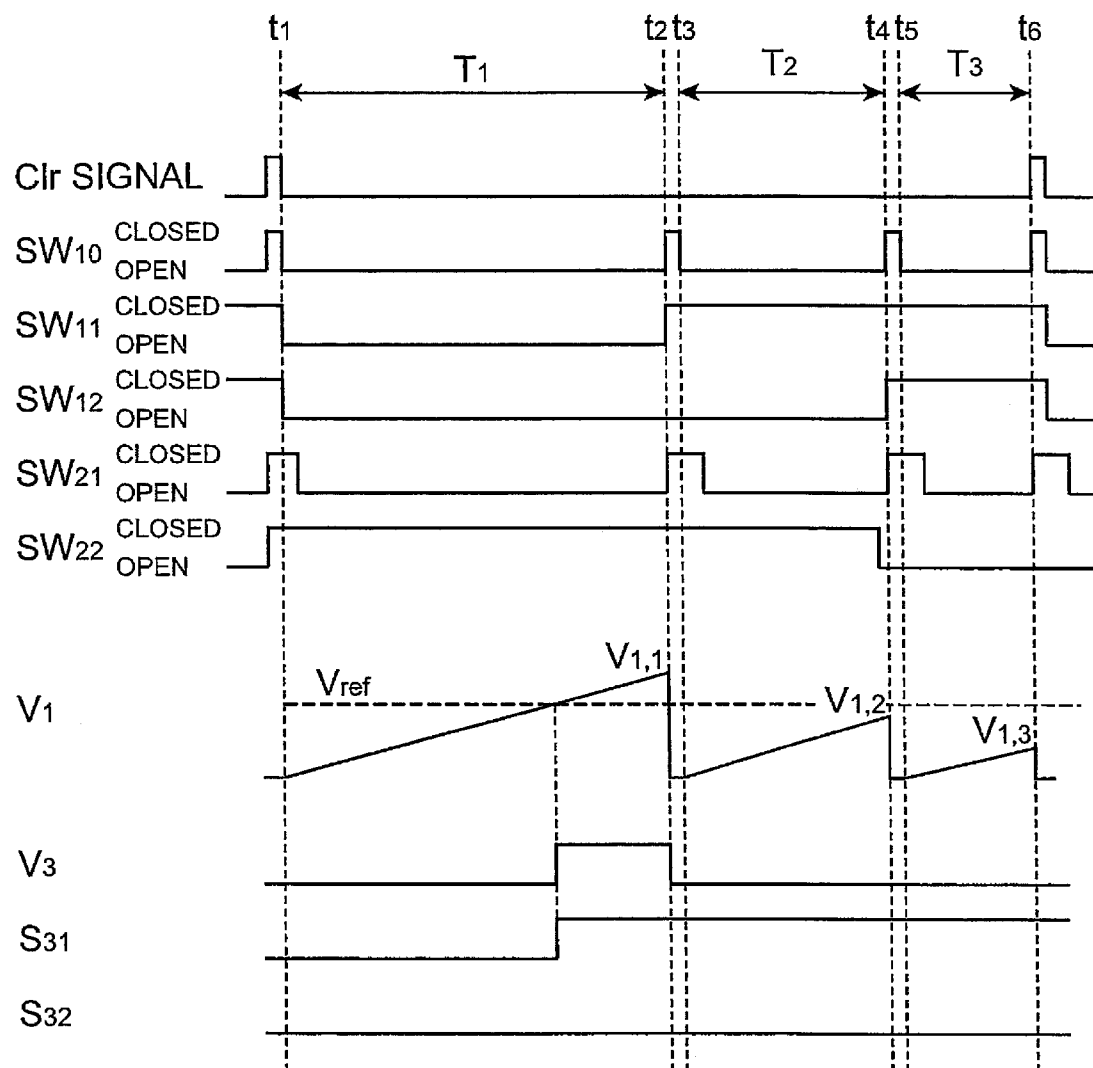 t1 t2 t3 t4 t5 t6
T1 T2 T3
Clr SIGNAL
SW10 CLOSED
OPEN
SW11 CLOSED
OPEN
SW12 CLOSED
OPEN
SW21 CLOSED
OPEN
SW22 CLOSED
OPEN
V1 Vref V1,1 V1,2 V1,3
V3
S31
S32